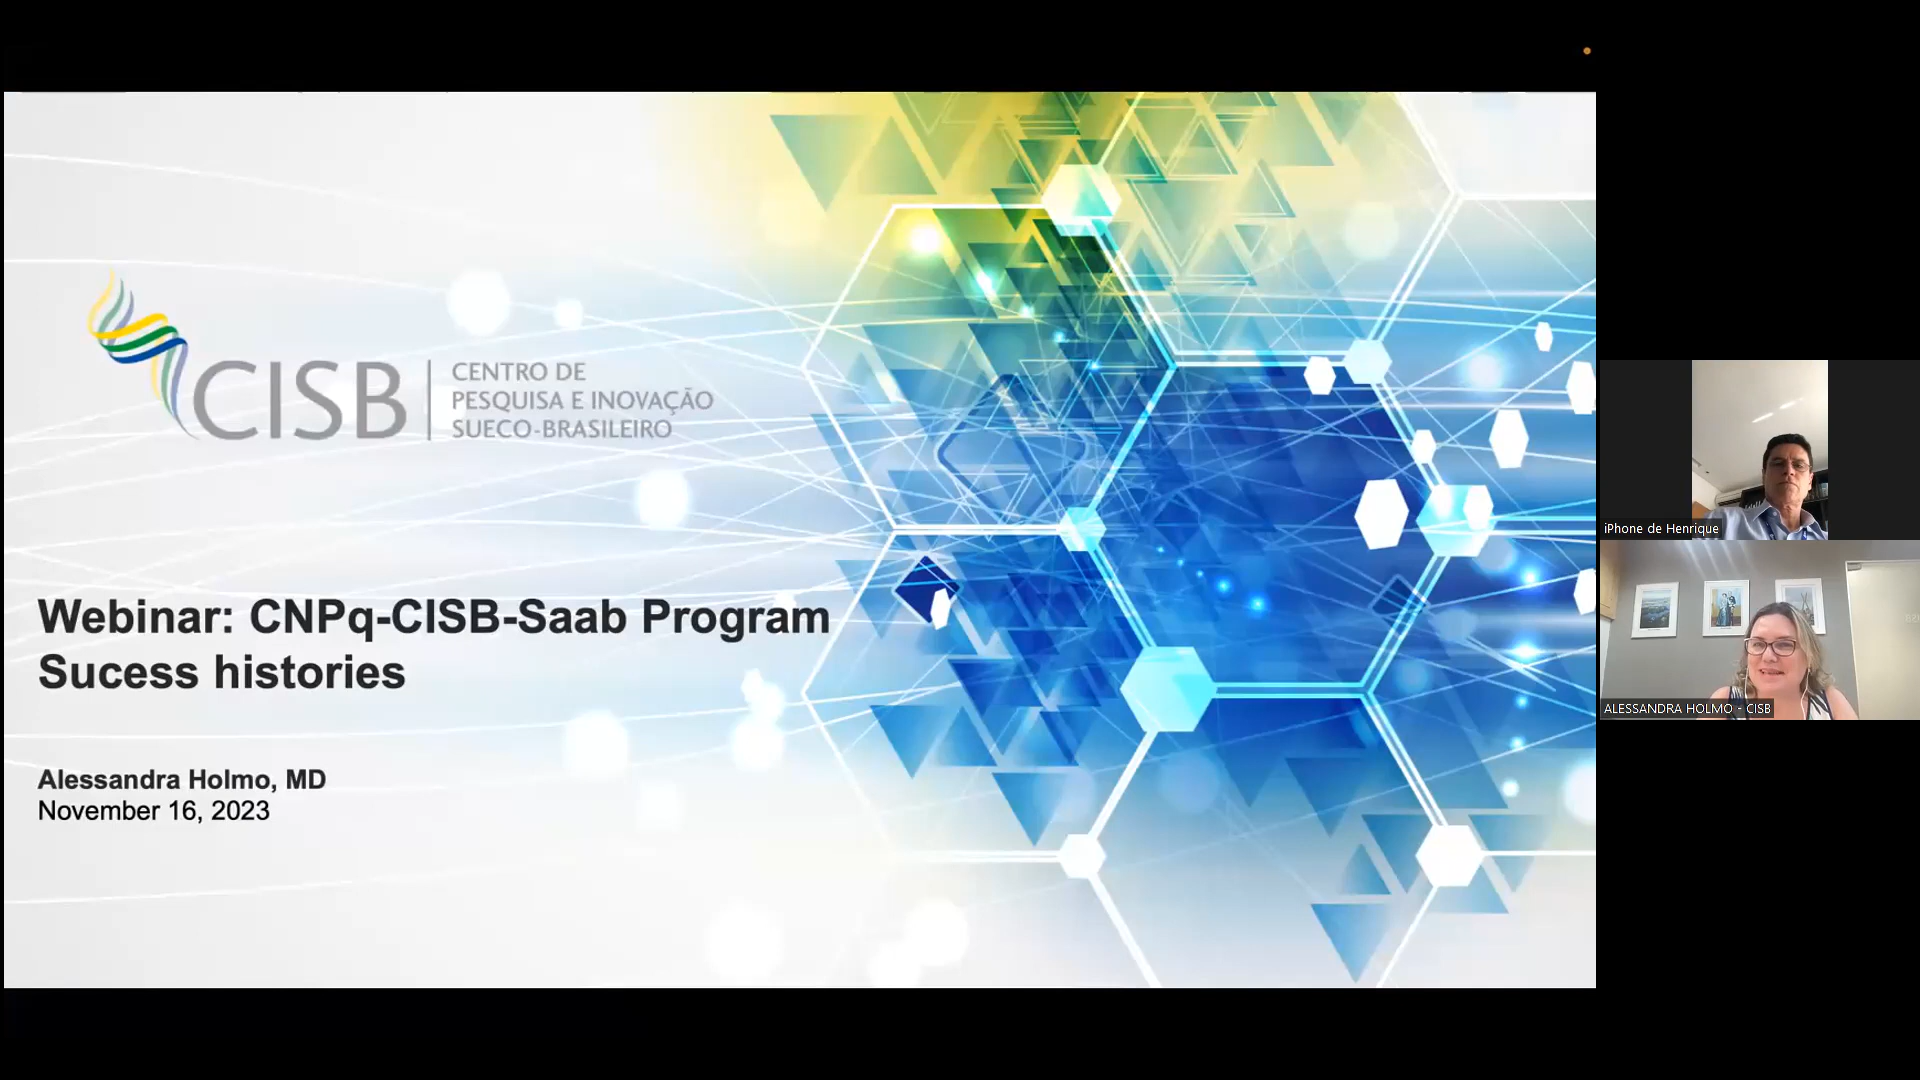 CISB
CENTRO DE
PESQUISA E INOVAÇÃO
SUECO-BRASILEIRO
Webinar: CNPq-CISB-Saab Program
Sucess histories
Alessandra Holmo, MD
November 16, 2023
iPhone de Henrique
ALESSANDRA HOLMO - CISB